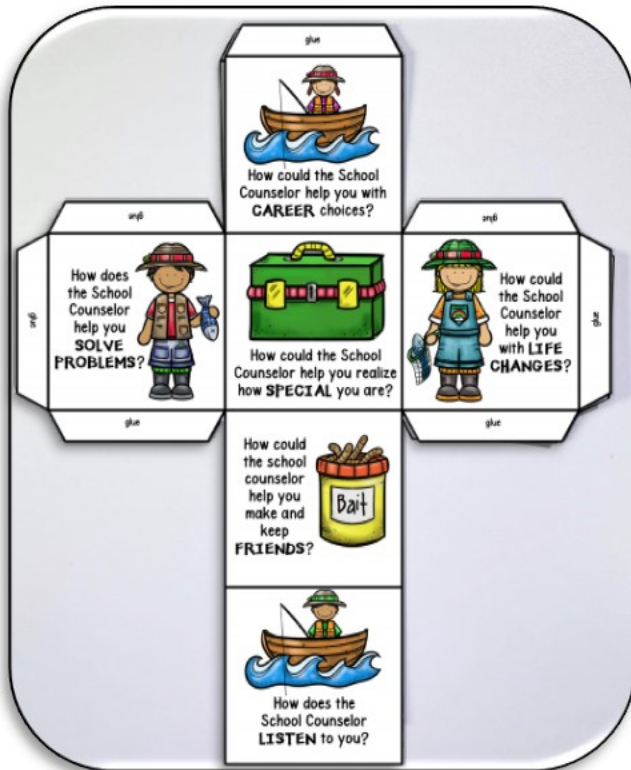 glue
How could the School
Counselor help you with
CAREER choices?
glue
glue
glue
How does
the School
Counselor
help you
SOLVE
PROBLEMS?
How could the School
Counselor help you realize
how SPECIAL you are?
How could
the School
Counselor
help you
with LIFE
CHANGES?
glue
glue
glue
How could
the school
counselor
help you
make and
keep
FRIENDS?
Bait
How does the
School Counselor
LISTEN to you?